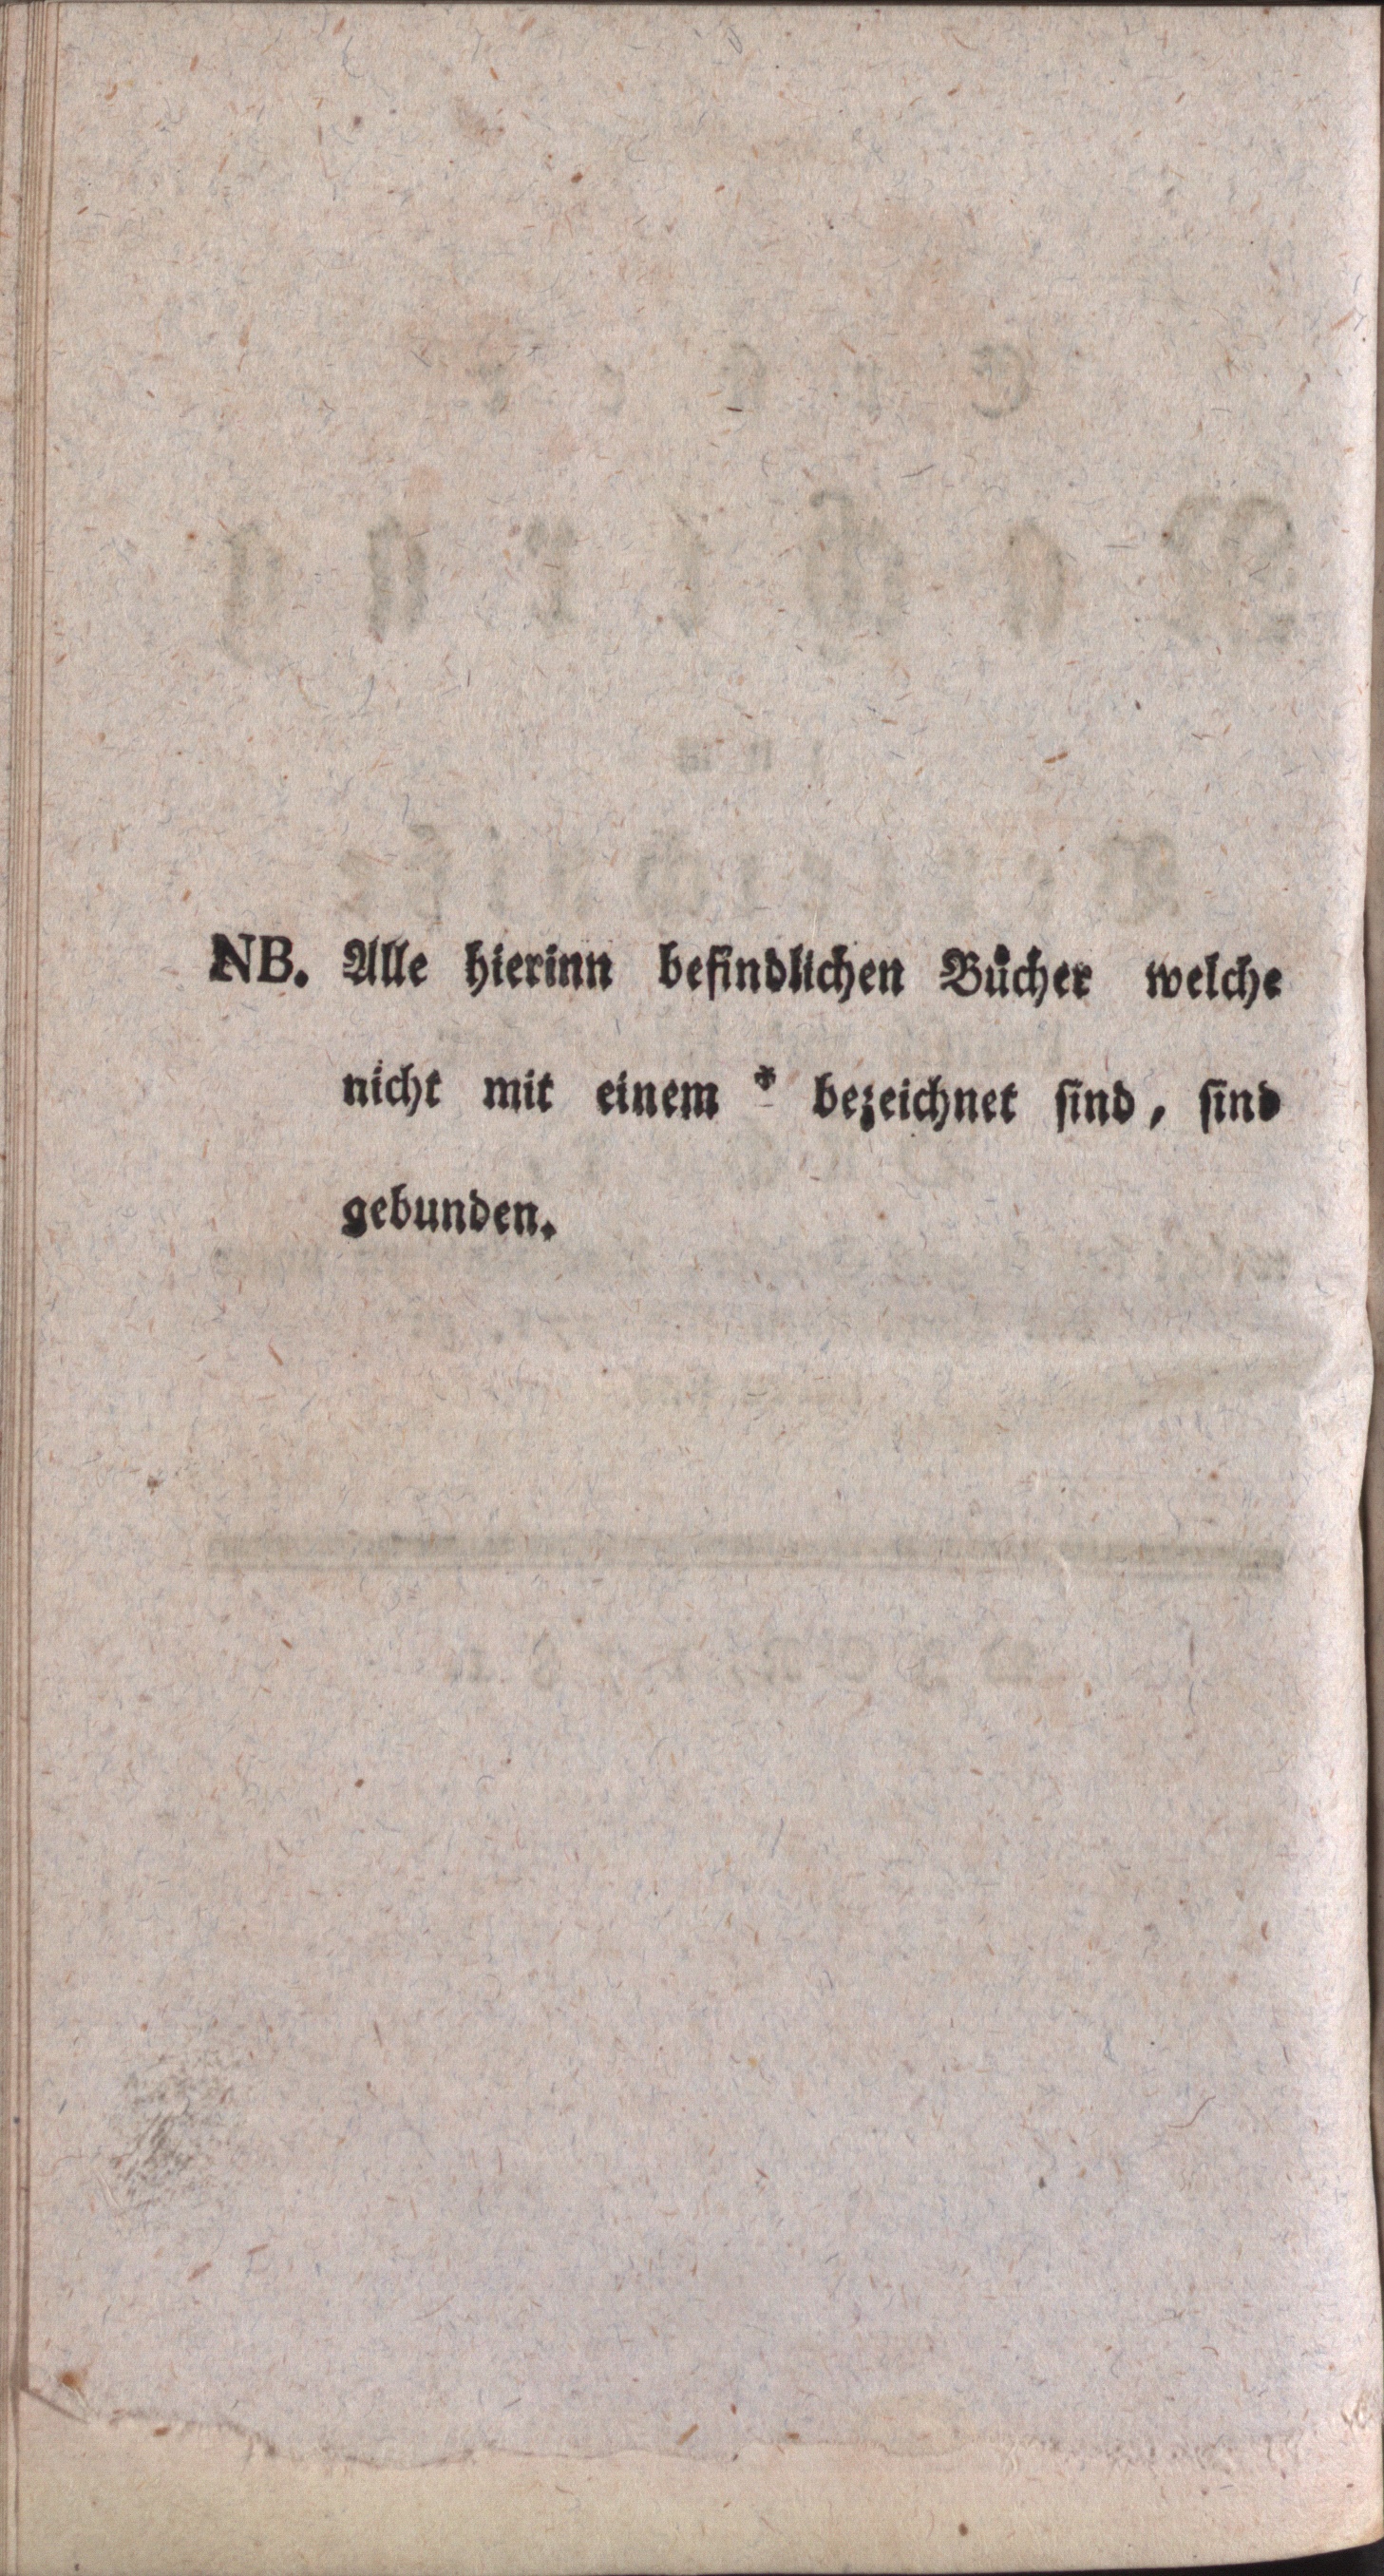 NB. Alle hierinn befindlichen Bücher welche
nicht mit einem * bezeichnet sind, sind
gebunden.